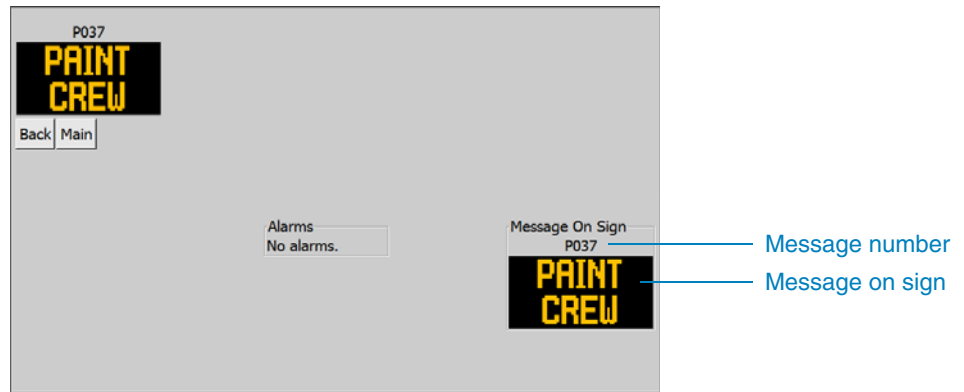 P037
PAINT
CREW
Back Main
Alarms
No alarms.
Message On Sign
P037
PAINT
CREW
Message number
Message on sign